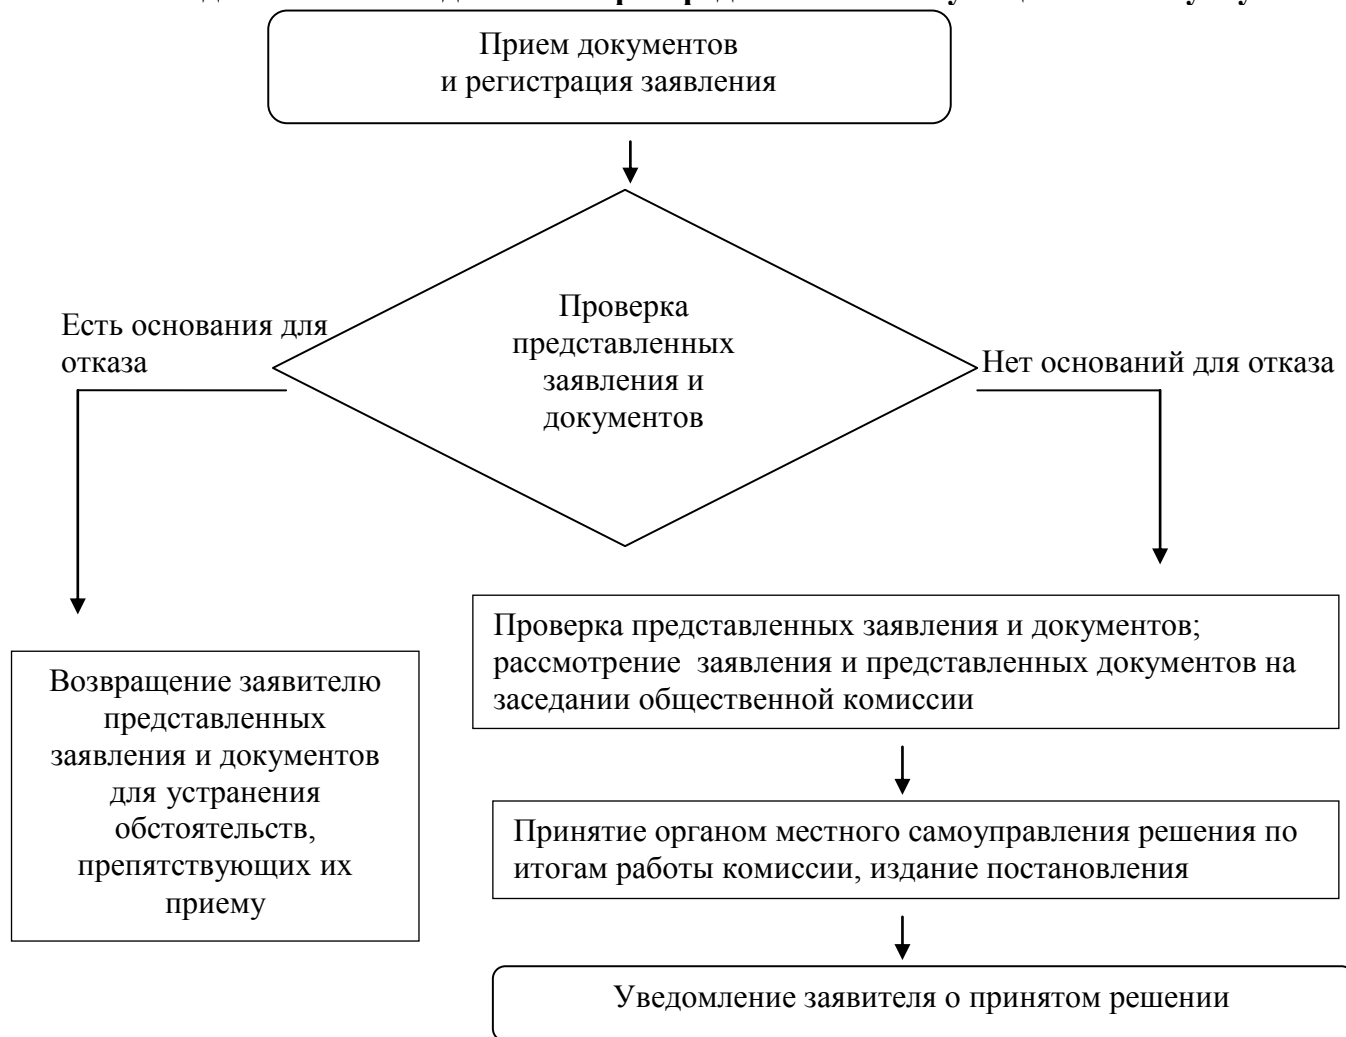 Прием документов
и регистрация заявления
Есть основания для
отказа
Проверка
представленных
заявления и
документов
Нет оснований для отказа
Проверка представленных заявления и документов;
рассмотрение  заявления и представленных документов на
заседании общественной комиссии
Возвращение заявителю
представленных
заявления и документов
для устранения
обстоятельств,
препятствующих их
приему
Принятие органом местного самоуправления решения по
итогам работы комиссии, издание постановления
Уведомление заявителя о принятом решении